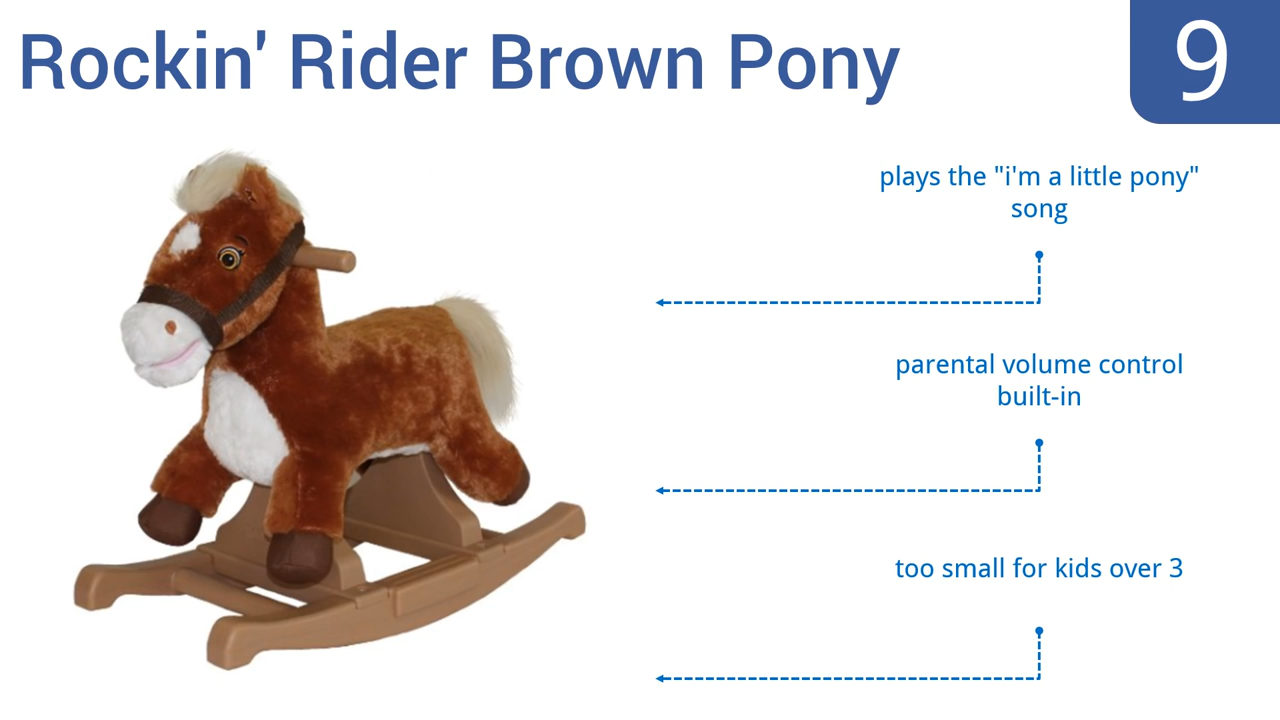 Rockin' Rider Brown Pony
9
plays the "i'm a little pony"
song
parental volume control
built-in
too small for kids over 3